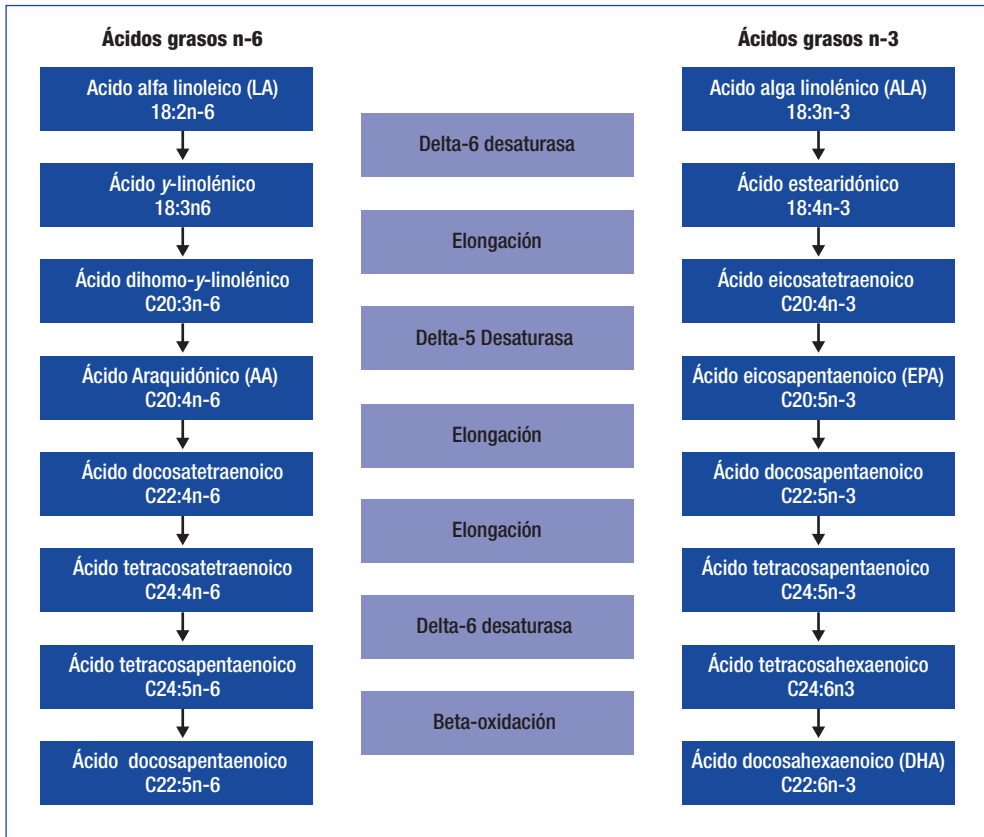 Ácidos grasos n-6
Acido alfa linoleico (LA)
18:2n-6
Ácido y-linolénico
18:3n6
Ácido dihomo-y-linolénico
C20:3n-6
Ácido Araquidónico (AA)
C20:4n-6
Ácido docosatetraenoico
C22:4n-6
Ácido tetracosatetraenoico
C24:4n-6
Ácido tetracosapentaenoico
C24:5n-6
Ácido docosapentaenoico
C22:5n-6
Delta-6 desaturasa
Elongación
Delta-5 Desaturasa
Elongación
Elongación
Delta-6 desaturasa
Beta-oxidación
Ácidos grasos n-3
Acido alga linolénico (ALA)
18:3n-3
Ácido estearidónico
18:4n-3
Ácido eicosatetraenoico
C20:4n-3
Ácido eicosapentaenoico (EPA)
C20:5n-3
Ácido docosapentaenoico
C22:5n-3
Ácido tetracosapentaenoico
C24:5n-3
Ácido tetracosahexaenoico
C24:6n3
Ácido docosahexaenoico (DHA)
C22:6n-3